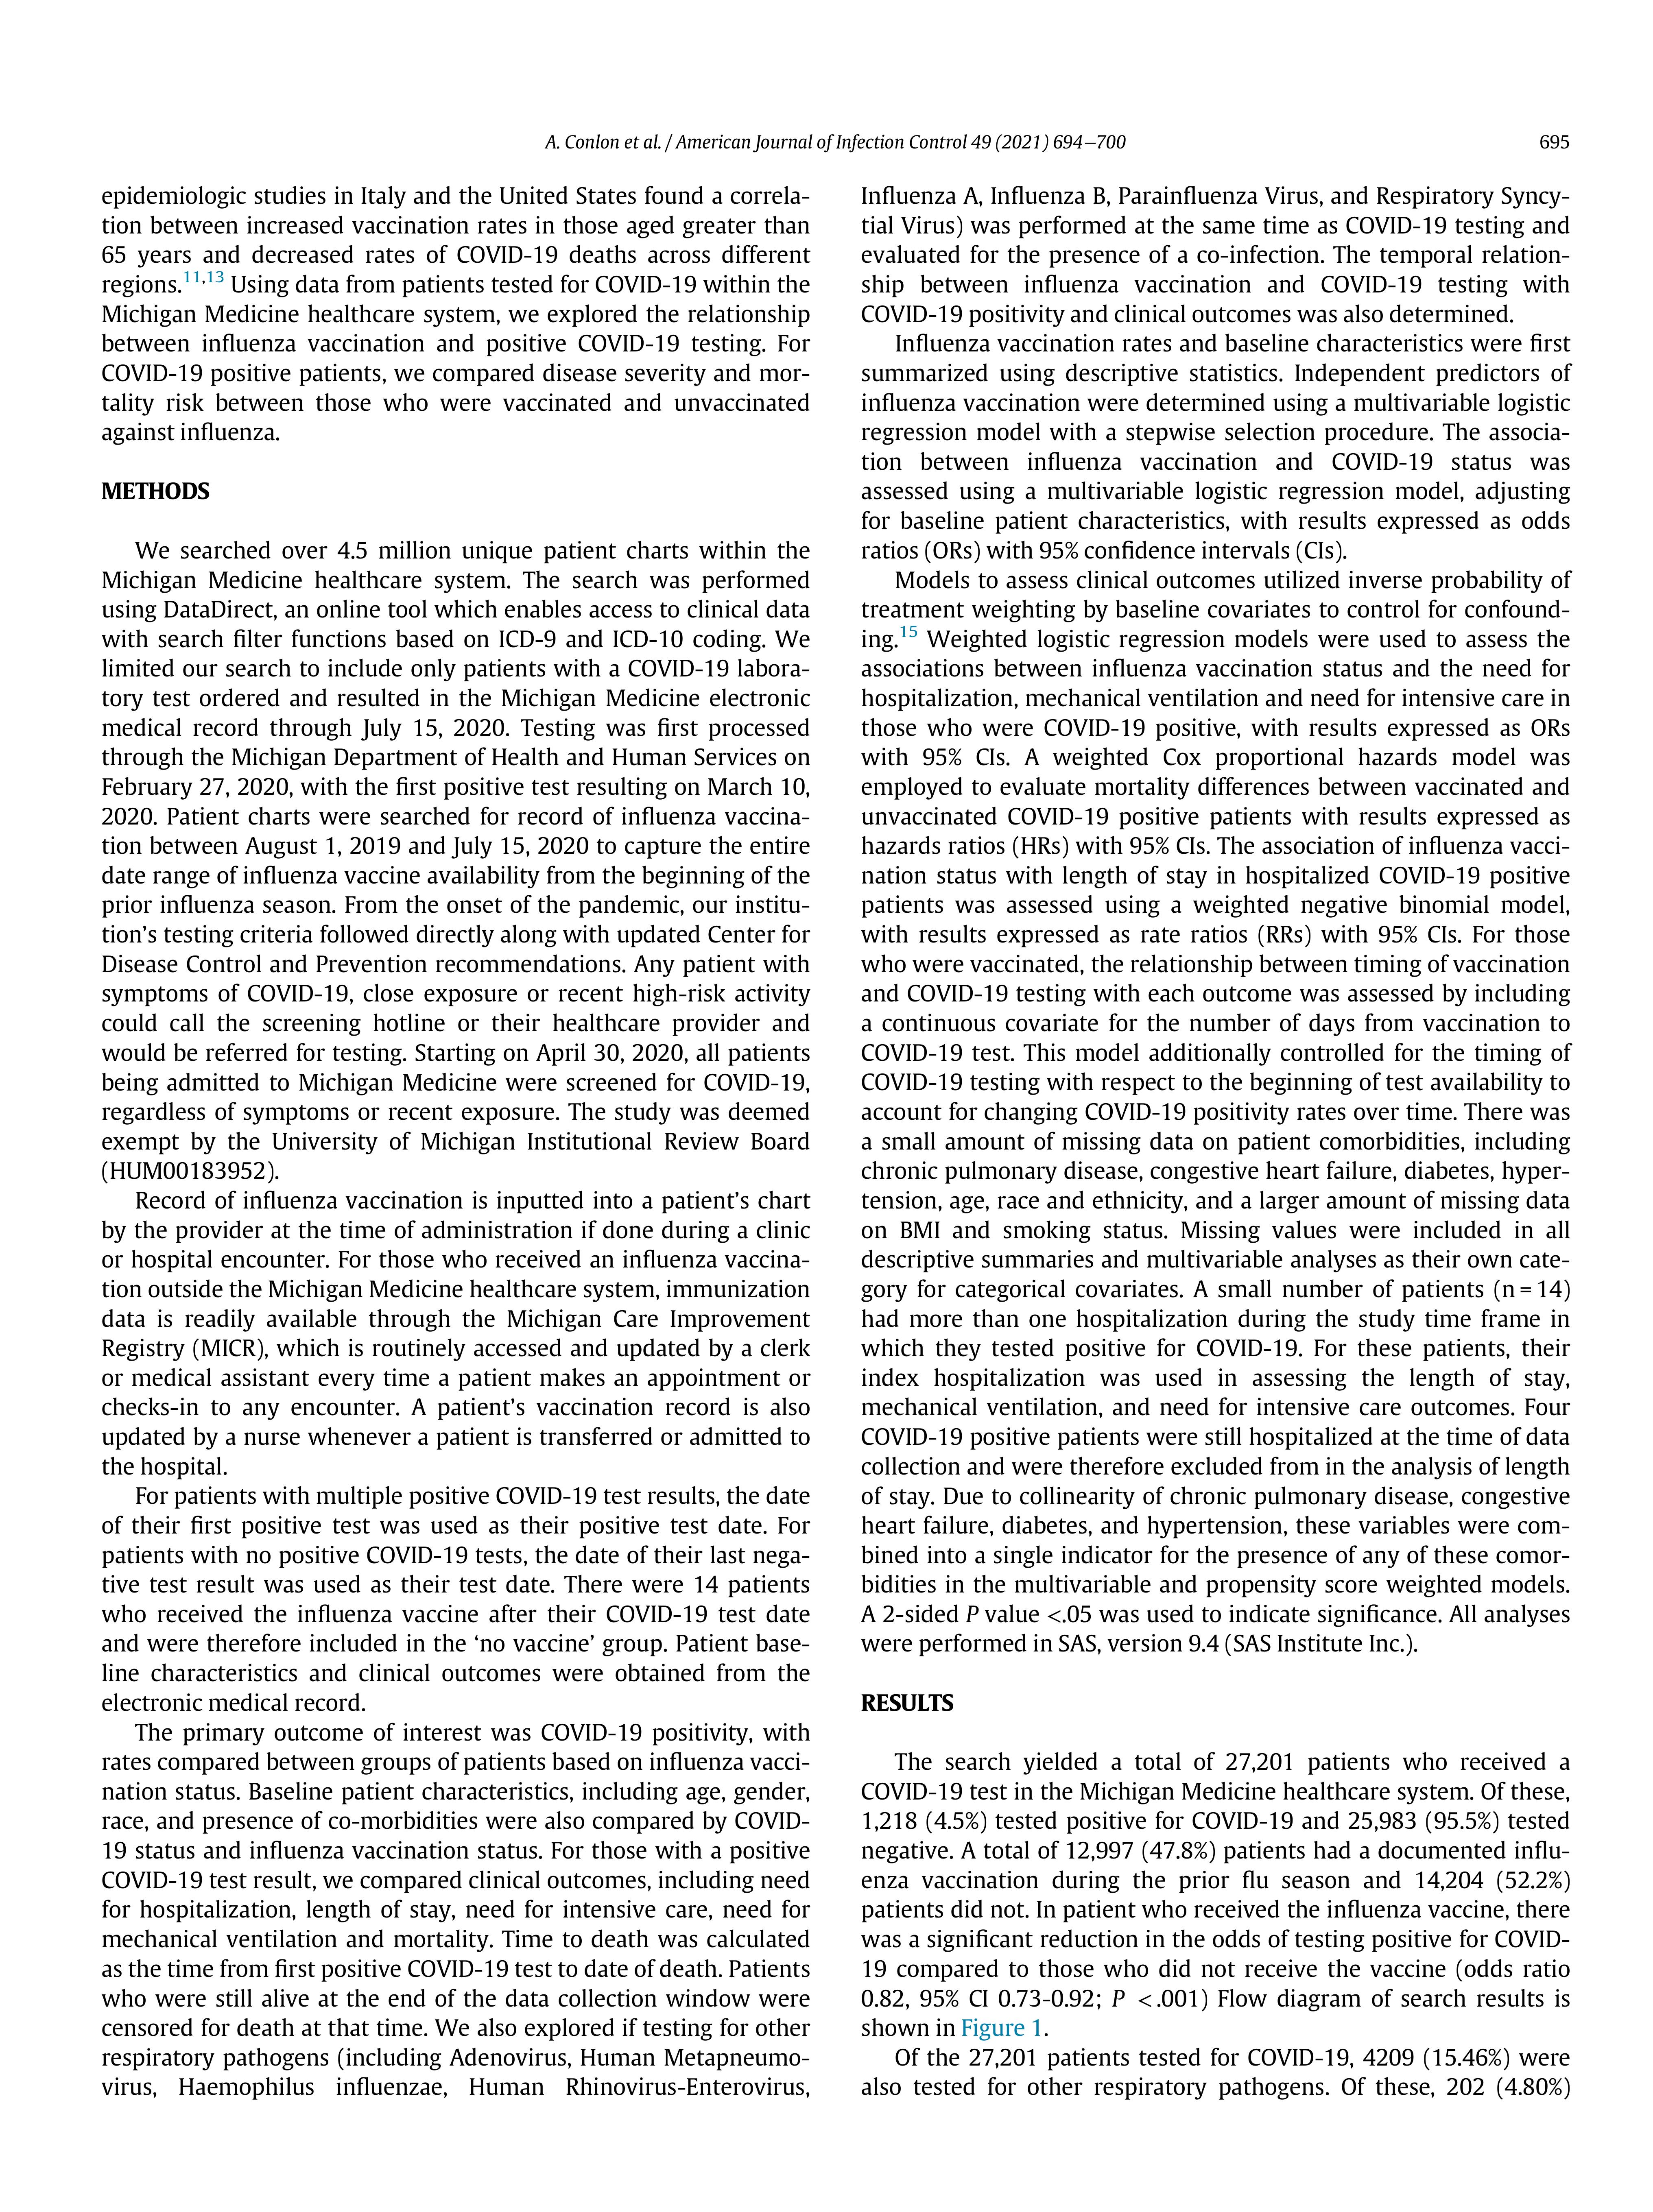 A. Conlon et al. / American Journal of Infection Control 49 (2021) 694−700
695
epidemiologic studies in Italy and the United States found a correla-
tion between increased vaccination rates in those aged greater than
65 years and decreased rates of COVID-19 deaths across different
regions.11,13 Using data from patients tested for COVID-19 within the
Michigan Medicine healthcare system, we explored the relationship
between influenza vaccination and positive COVID-19 testing. For
COVID-19 positive patients, we compared disease severity and mor-
tality risk between those who were vaccinated and unvaccinated
against influenza.
METHODS
We searched over 4.5 million unique patient charts within the
Michigan Medicine healthcare system. The search was performed
using DataDirect, an online tool which enables access to clinical data
with search filter functions based on ICD-9 and ICD-10 coding. We
limited our search to include only patients with a COVID-19 labora-
tory test ordered and resulted in the Michigan Medicine electronic
medical record through July 15, 2020. Testing was first processed
through the Michigan Department of Health and Human Services on
February 27, 2020, with the first positive test resulting on March 10,
2020. Patient charts were searched for record of influenza vaccina-
tion between August 1, 2019 and July 15, 2020 to capture the entire
date range of influenza vaccine availability from the beginning of the
prior influenza season. From the onset of the pandemic, our institu-
tion's testing criteria followed directly along with updated Center for
Disease Control and Prevention recommendations. Any patient with
symptoms of COVID-19, close exposure or recent high-risk activity
could call the screening hotline or their healthcare provider and
would be referred for testing. Starting on April 30, 2020, all patients
being admitted to Michigan Medicine were screened for COVID-19,
regardless of symptoms or recent exposure. The study was deemed
exempt by the University of Michigan Institutional Review Board
(HUM00183952).
Record of influenza vaccination is inputted into a patient's chart
by the provider at the time of administration if done during a clinic
or hospital encounter. For those who received an influenza vaccina-
tion outside the Michigan Medicine healthcare system, immunization
data is readily available through the Michigan Care Improvement
Registry (MICR), which is routinely accessed and updated by a clerk
or medical assistant every time a patient makes an appointment or
checks-in to any encounter. A patient's vaccination record is also
updated by a nurse whenever a patient is transferred or admitted to
the hospital.
For patients with multiple positive COVID-19 test results, the date
of their first positive test was used as their positive test date. For
patients with no positive COVID-19 tests, the date of their last nega-
tive test result was used as their test date. There were 14 patients
who received the influenza vaccine after their COVID-19 test date
and were therefore included in the 'no vaccine' group. Patient base-
line characteristics and clinical outcomes were obtained from the
electronic medical record.
The primary outcome of interest was COVID-19 positivity, with
rates compared between groups of patients based on influenza vacci-
nation status. Baseline patient characteristics, including age, gender,
race, and presence of co-morbidities were also compared by COVID-
19 status and influenza vaccination status. For those with a positive
COVID-19 test result, we compared clinical outcomes, including need
for hospitalization, length of stay, need for intensive care, need for
mechanical ventilation and mortality. Time to death was calculated
as the time from first positive COVID-19 test to date of death. Patients
who were still alive at the end of the data collection window were
censored for death at that time. We also explored if testing for other
respiratory pathogens (including Adenovirus, Human Metapneumo-
virus, Haemophilus influenzae, Human Rhinovirus-Enterovirus,
Influenza A, Influenza B, Parainfluenza Virus, and Respiratory Syncy-
tial Virus) was performed at the same time as COVID-19 testing and
evaluated for the presence of a co-infection. The temporal relation-
ship between influenza vaccination and COVID-19 testing with
COVID-19 positivity and clinical outcomes was also determined.
Influenza vaccination rates and baseline characteristics were first
summarized using descriptive statistics. Independent predictors of
influenza vaccination were determined using a multivariable logistic
regression model with a stepwise selection procedure. The associa-
tion between influenza vaccination and COVID-19 status was
assessed using a multivariable logistic regression model, adjusting
for baseline patient characteristics, with results expressed as odds
ratios (ORs) with 95% confidence intervals (CIs).
Models to assess clinical outcomes utilized inverse probability of
treatment weighting by baseline covariates to control for confound-
ing.15 Weighted logistic regression models were used to assess the
associations between influenza vaccination status and the need for
hospitalization, mechanical ventilation and need for intensive care in
those who were COVID-19 positive, with results expressed as ORs
with 95% CIs. A weighted Cox proportional hazards model was
employed to evaluate mortality differences between vaccinated and
unvaccinated COVID-19 positive patients with results expressed as
hazards ratios (HRs) with 95% CIs. The association of influenza vacci-
nation status with length of stay in hospitalized COVID-19 positive
patients was assessed using a weighted negative binomial model,
with results expressed as rate ratios (RRs) with 95% CIs. For those
who were vaccinated, the relationship between timing of vaccination
and COVID-19 testing with each outcome was assessed by including
a continuous covariate for the number of days from vaccination to
COVID-19 test. This model additionally controlled for the timing of
COVID-19 testing with respect to the beginning of test availability to
account for changing COVID-19 positivity rates over time. There was
a small amount of missing data on patient comorbidities, including
chronic pulmonary disease, congestive heart failure, diabetes, hyper-
tension, age, race and ethnicity, and a larger amount of missing data
on BMI and smoking status. Missing values were included in all
descriptive summaries and multivariable analyses as their own cate-
gory for categorical covariates. A small number of patients (n = 14)
had more than one hospitalization during the study time frame in
which they tested positive for COVID-19. For these patients, their
index hospitalization was used in assessing the length of stay,
mechanical ventilation, and need for intensive care outcomes. Four
COVID-19 positive patients were still hospitalized at the time of data
collection and were therefore excluded from in the analysis of length
of stay. Due to collinearity of chronic pulmonary disease, congestive
heart failure, diabetes, and hypertension, these variables were com-
bined into a single indicator for the presence of any of these comor-
bidities in the multivariable and propensity score weighted models.
A 2-sided P value <.05 was used to indicate significance. All analyses
were performed in SAS, version 9.4 (SAS Institute Inc.).
RESULTS
The search yielded a total of 27,201 patients who received a
COVID-19 test in the Michigan Medicine healthcare system. Of these,
1,218 (4.5%) tested positive for COVID-19 and 25,983 (95.5%) tested
negative. A total of 12,997 (47.8%) patients had a documented influ-
enza vaccination during the prior flu season and 14,204 (52.2%)
patients did not. In patient who received the influenza vaccine, there
was a significant reduction in the odds of testing positive for COVID-
19 compared to those who did not receive the vaccine (odds ratio
0.82, 95% CI 0.73-0.92; P <.001) Flow diagram of search results is
shown in Figure 1.
Of the 27,201 patients tested for COVID-19, 4209 (15.46%) were
also tested for other respiratory pathogens. Of these, 202 (4.80%)